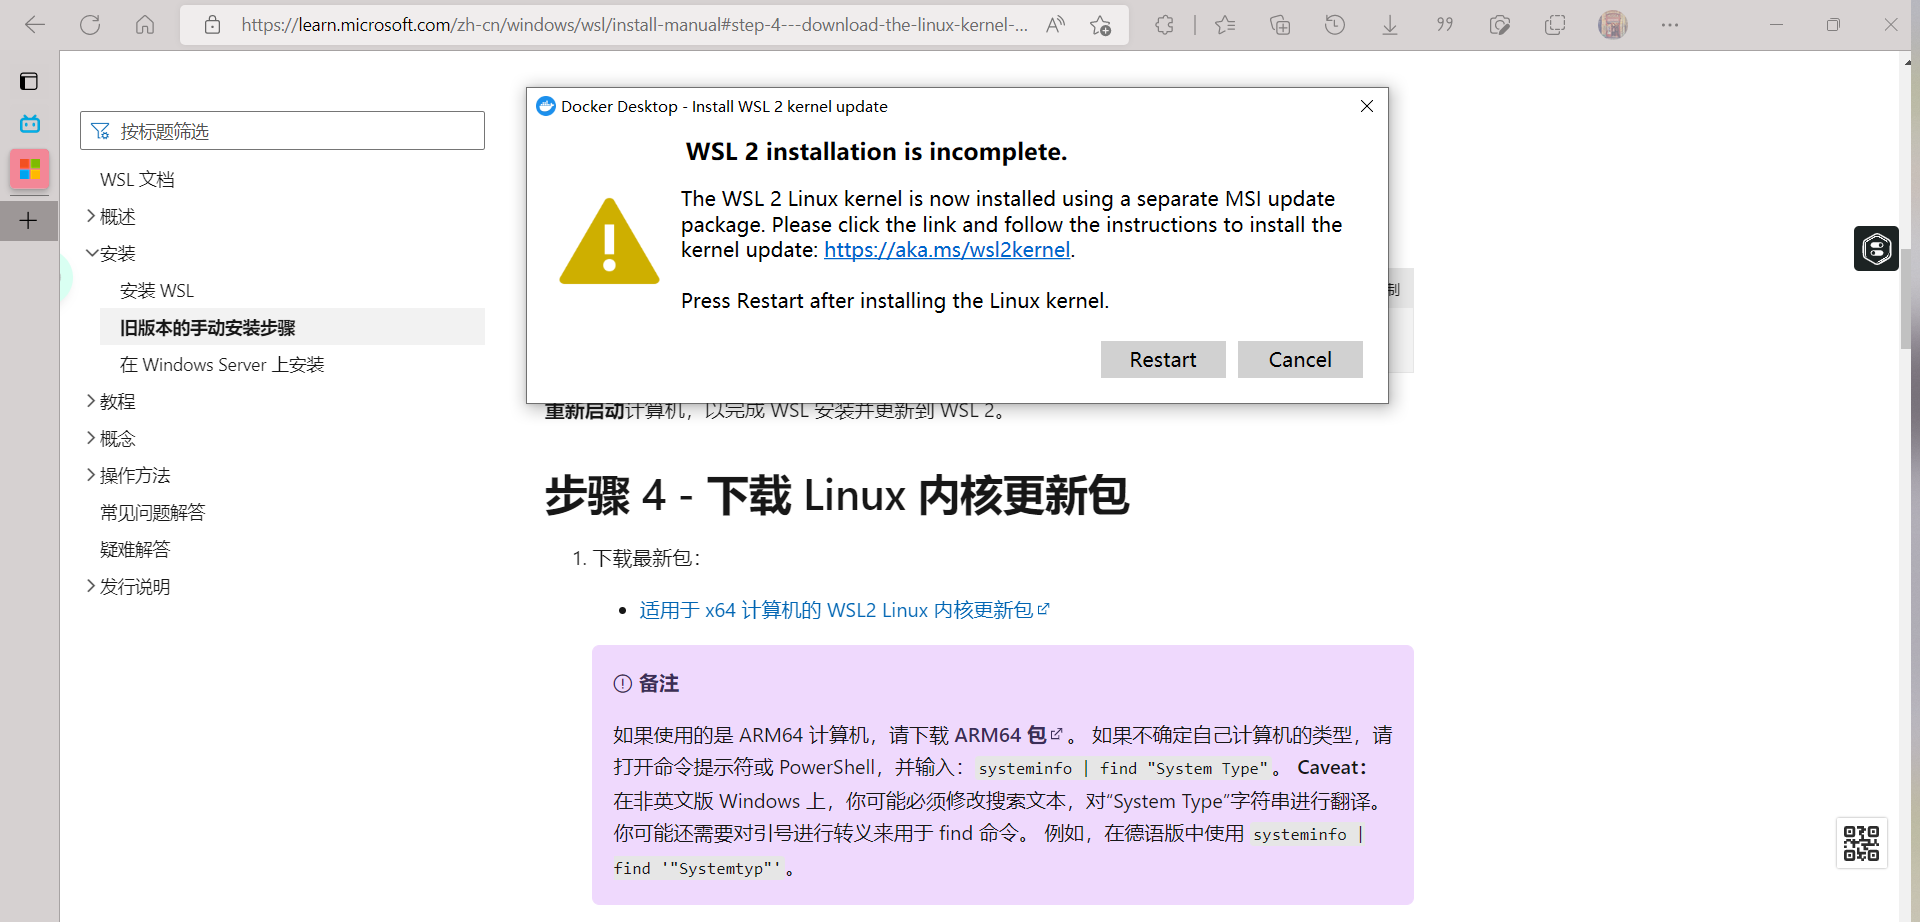 https://learn.microsoft.com/zh-cn/windows/wsl/install-manual#step-4---download-the-linux-kernel-...
按标题筛选
WSL 文档
概述
安装
安装 WSL
旧版本的手动安装步骤
在 Windows Server 上安装
教程
概念
操作方法
常见问题解答
疑难解答
发行说明
Docker Desktop - Install WSL 2 kernel update
WSL 2 installation is incomplete.
The WSL 2 Linux kernel is now installed using a separate MSI update
package. Please click the link and follow the instructions to install the
kernel update: https://aka.ms/wsl2kernel.
Press Restart after installing the Linux kernel.
Restart
Cancel
制
重新启动计算机，以完成 WSL 安装并更新到 WSL 2。
步骤 4 - 下载 Linux 内核更新包
1. 下载最新包：
• 适用于 x64 计算机的 WSL2 Linux 内核更新包
备注
如果使用的是 ARM64 计算机，请下载 ARM64 包。 如果不确定自己计算机的类型，请
打开命令提示符或 PowerShell，并输入：systeminfo | find "System Type"。 Caveat：
在非英文版 Windows 上，你可能必须修改搜索文本，对“System Type”字符串进行翻译。
你可能还需要对引号进行转义来用于 find 命令。 例如，在德语版中使用 systeminfo |
find '"Systemtyp"'。